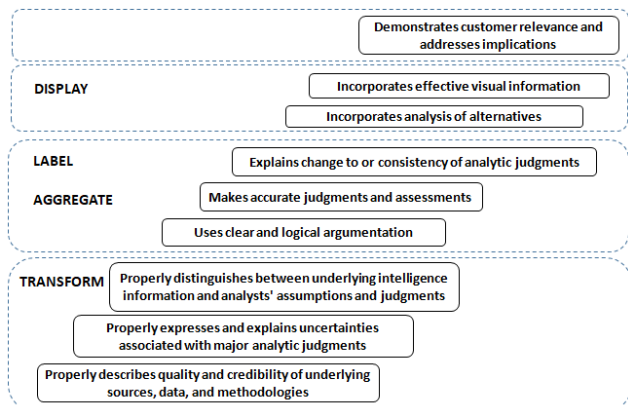 Demonstrates customer relevance and
addresses implications
DISPLAY
Incorporates effective visual information
Incorporates analysis of alternatives
LABEL
Explains change to or consistency of analytic judgments
AGGREGATE
Makes accurate judgments and assessments
Uses clear and logical argumentation
TRANSFORM
Properly distinguishes between underlying intelligence
information and analysts' assumptions and judgments
Properly expresses and explains uncertainties
associated with major analytic judgments
Properly describes quality and credibility of underlying
sources, data, and methodologies